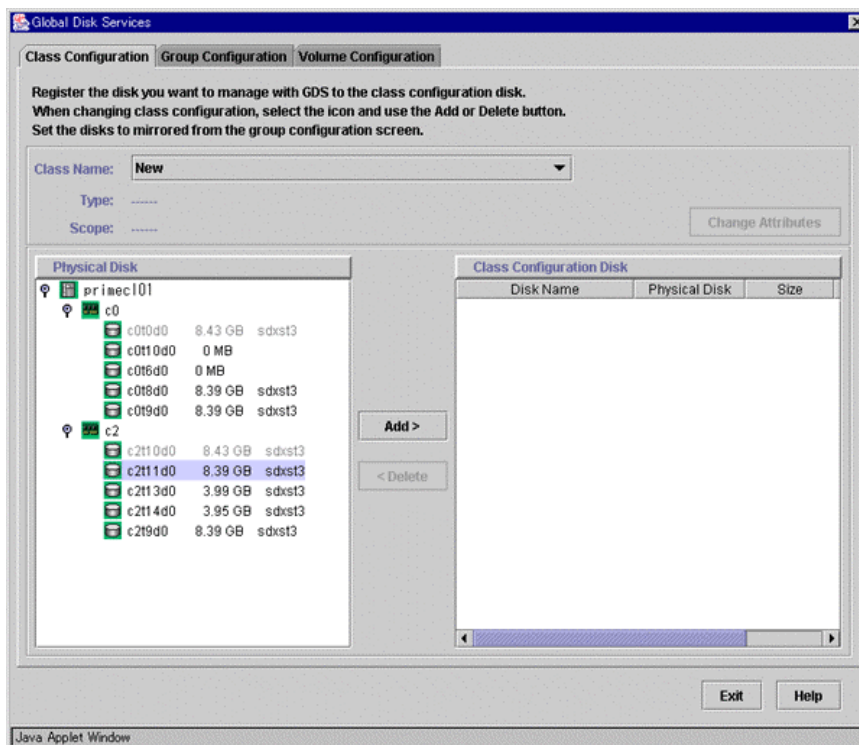 Global Disk Services
Class Configuration Group Configuration Volume Configuration
Register the disk you want to manage with GDS to the class configuration disk.
When changing class configuration, select the icon and use the Add or Delete button.
Set the disks to mirrored from the group configuration screen.
Class Name: New
Type: ------
Scope: ------
Change Attributes
Physical Disk
primecl01
c0
c0t0d0 8.43 GB sdxst3
c0t10d0 0 MB
c0t6d0 0 MB
c0t8d0 8.39 GB sdxst3
c0t9d0 8.39 GB sdxst3
c2
c2t10d0 8.43 GB sdxst3
c2t11d0 8.39 GB sdxst3
c2t13d0 3.99 GB sdxst3
c2t14d0 3.95 GB sdxst3
c2t9d0 8.39 GB sdxst3
Add >
< Delete
Class Configuration Disk
Disk Name Physical Disk Size
Exit Help
Java Applet Window